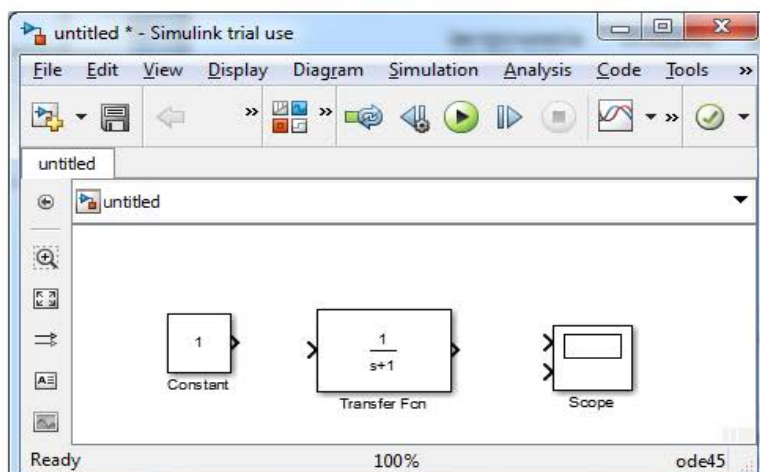 untitled * - Simulink trial use
File Edit View Display Diagram Simulation Analysis Code Tools »
» »  »
untitled
untitled
1
Constant
1
s+1
Transfer Fcn
Scope
Ready 100% ode45